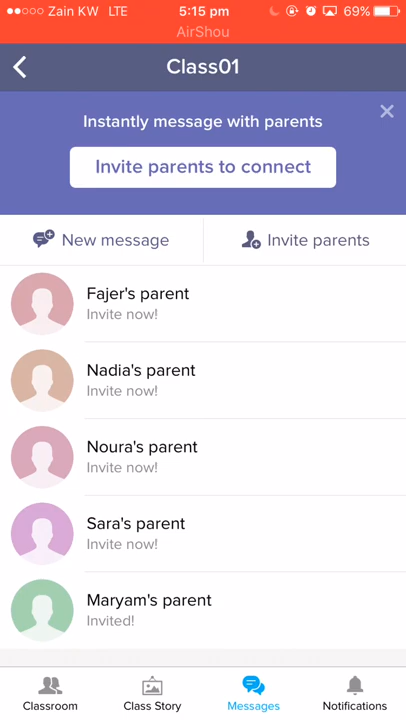 Zain KW LTE 5:15 pm 69%
AirShou
Class01
Instantly message with parents
Invite parents to connect
New message Invite parents
Fajer's parent
Invite now!
Nadia's parent
Invite now!
Noura's parent
Invite now!
Sara's parent
Invite now!
Maryam's parent
Invited!
Classroom Class Story Messages Notifications